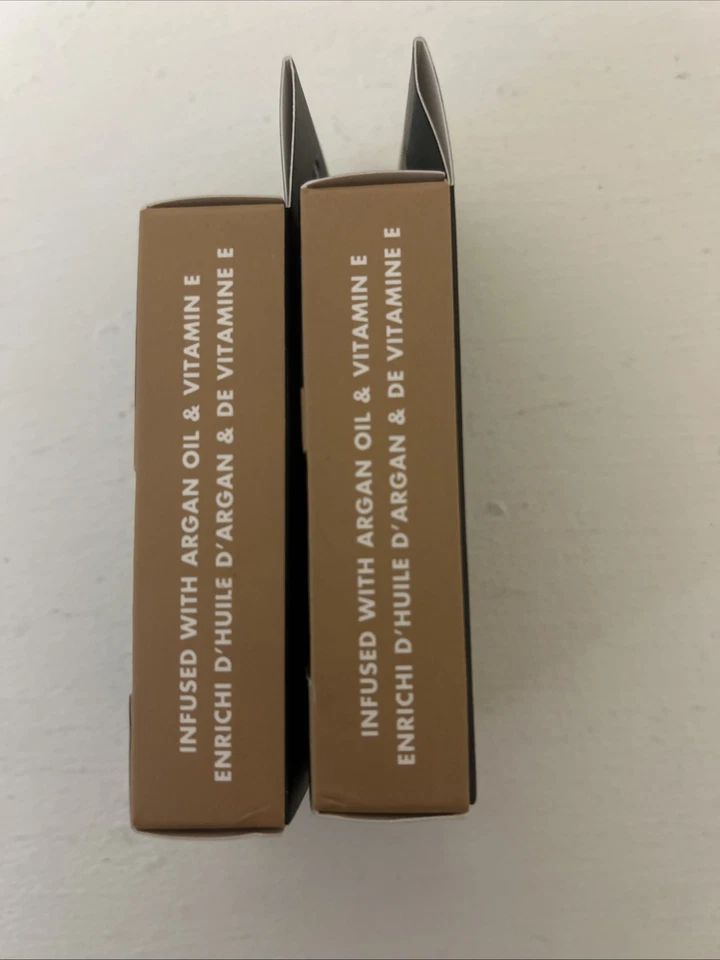 INFUSED WITH ARGAN OIL & VITAMIN E
ENRICHI D'HUILE D'ARGAN & DE VITAMINE E
INFUSED WITH ARGAN OIL & VITAMIN E
ENRICHI D'HUILE D'ARGAN & DE VITAMINE E